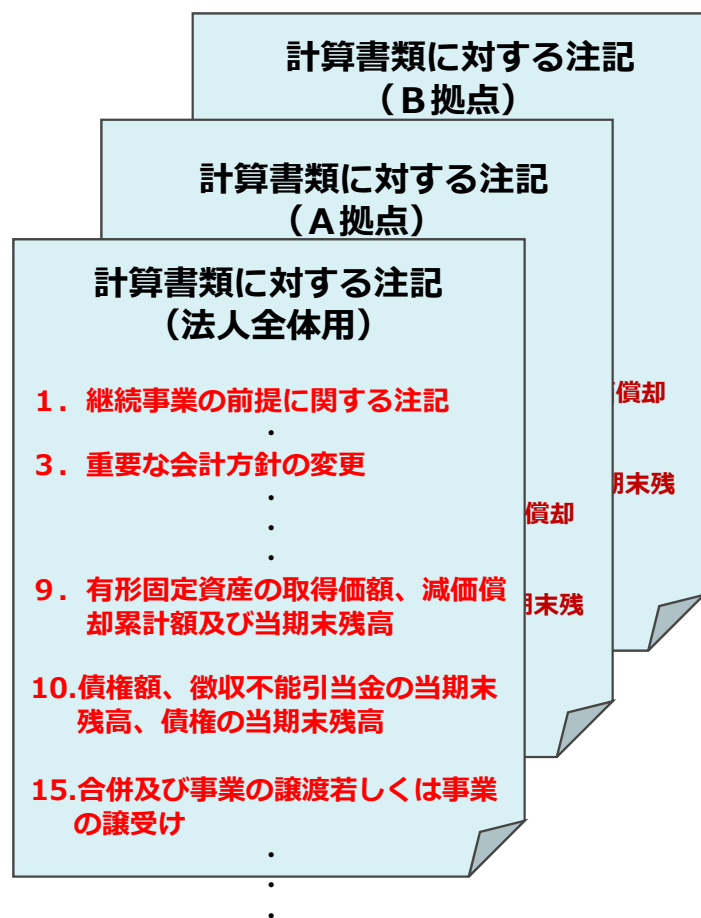 計算書類に対する注記
（Ｂ拠点）
計算書類に対する注記
（Ａ拠点）
計算書類に対する注記
（法人全体用）
１．継続事業の前提に関する注記
・
３．重要な会計方針の変更
・
・
・
９．有形固定資産の取得価額、減価償
却累計額及び当期末残高
10.債権額、徴収不能引当金の当期末
残高、債権の当期末残高
15.合併及び事業の譲渡若しくは事業
の譲受け
・
・
・
償却
期末残
償却
期末残